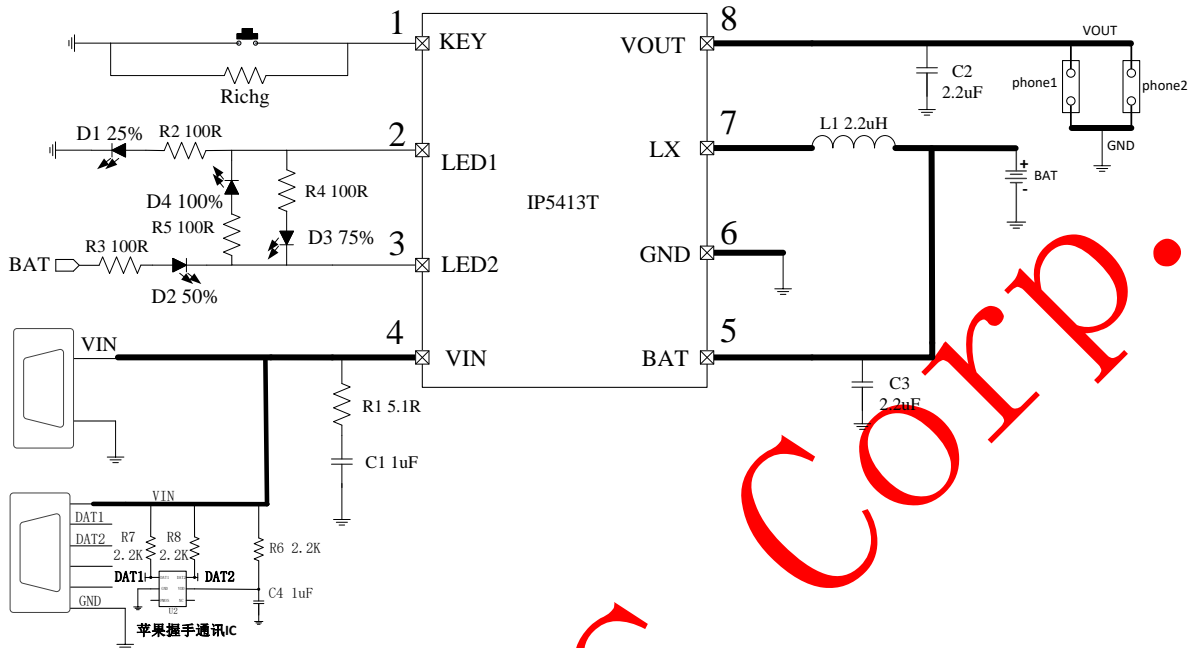 1
KEY
Richg
8
VOUT
VOUT
C2
2.2uF
phone1
phone2
GND
D1 25%
R2 100R
2
LED1
D4 100%
R4 100R
R5 100R
D3 75%
R3 100R
BAT
D2 50%
3
LED2
IP5413T
7
LX
L1 2.2uH
+
BAT
-
6
GND
5
BAT
C3
2.2uF
4
VIN
VIN
R1 5.1R
C1 1uF
VIN
DAT1
DAT2
GND
R7
2.2K
R8
2.2K
R6 2.2K
DAT1
DAT2
C4 1uF
U2
苹果握手通讯IC
Corp.